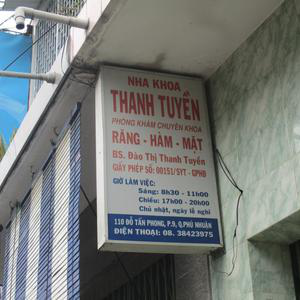 NHA KHOA
THANH TUYỀN
PHÒNG KHÁM CHUYÊN KHOA
RĂNG - HÀM - MẶT
BS. Đào Thị Thanh Tuyền
GIẤY PHÉP SỐ: 00151/SYT - GPHĐ
GIỜ LÀM VIỆC:
Sáng: 8h30 - 11h00
Chiều: 17h00 - 20h00
Chủ nhật, ngày lễ nghỉ
110 ĐỖ TẤN PHONG, P.9, Q.PHÚ NHUẬN
ĐIỆN THOẠI: 08. 38423975